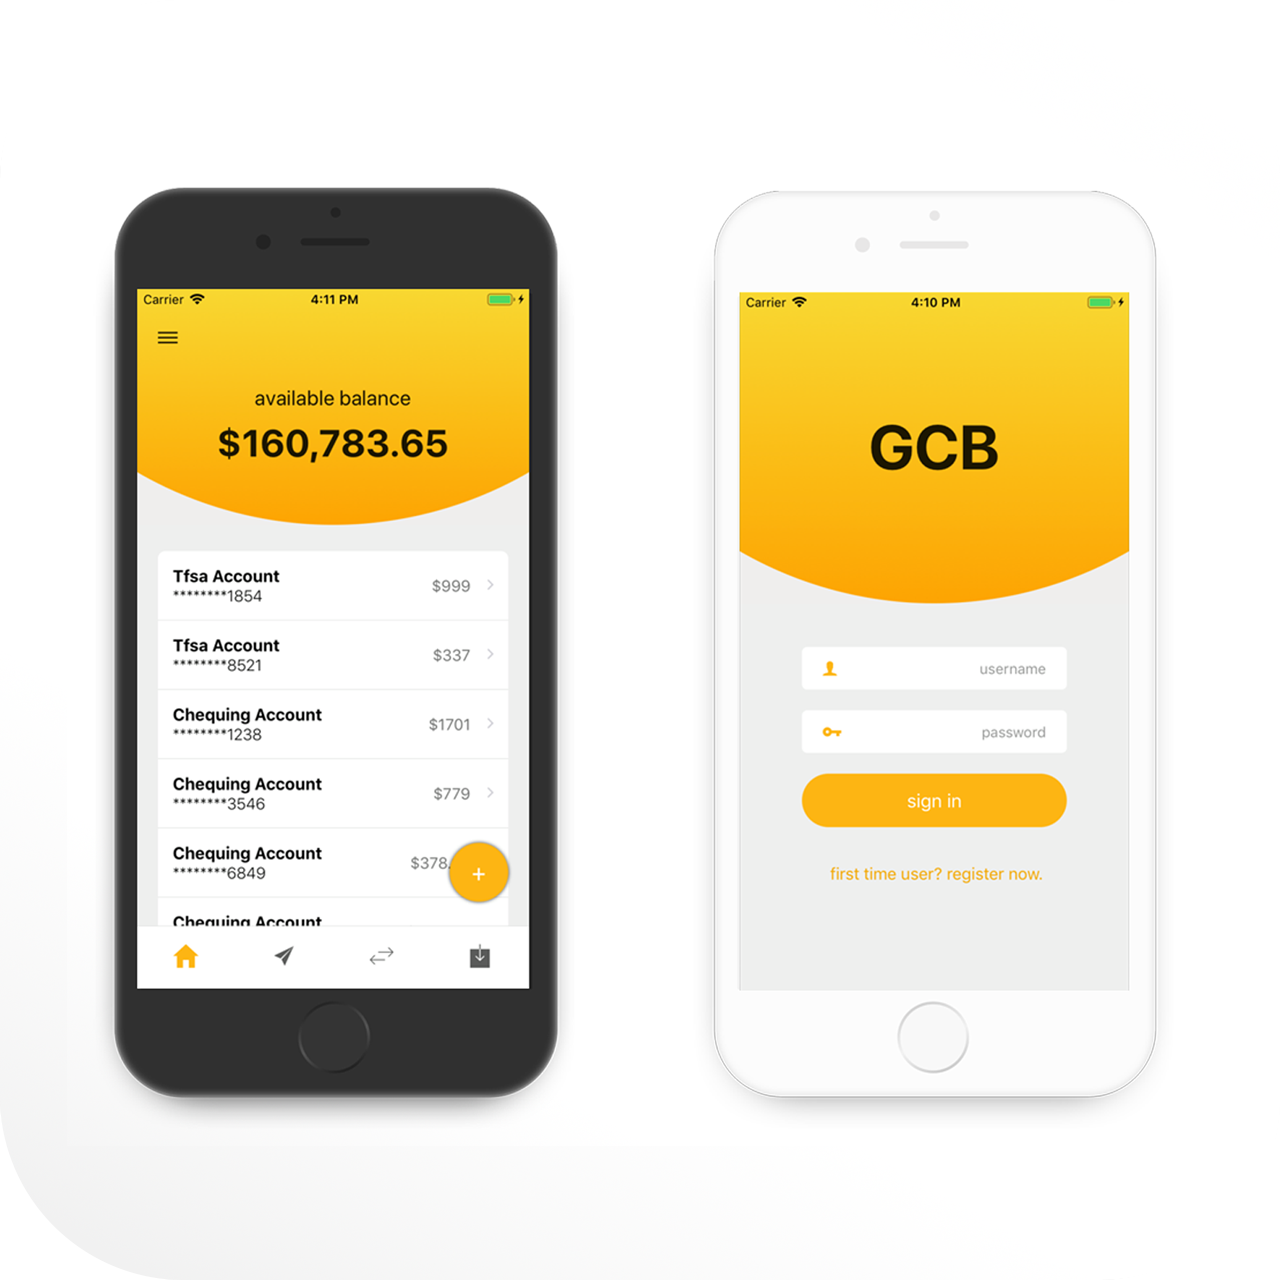 Carrier 4:11 PM
available balance
$160,783.65
Tfsa Account
********1854
$999
Tfsa Account
********8521
$337
Chequing Account
********1238
$1701
Chequing Account
********3546
$779
Chequing Account
********6849
$378.
+
Chequing Account
Carrier 4:10 PM
GCB
username
password
sign in
first time user? register now.